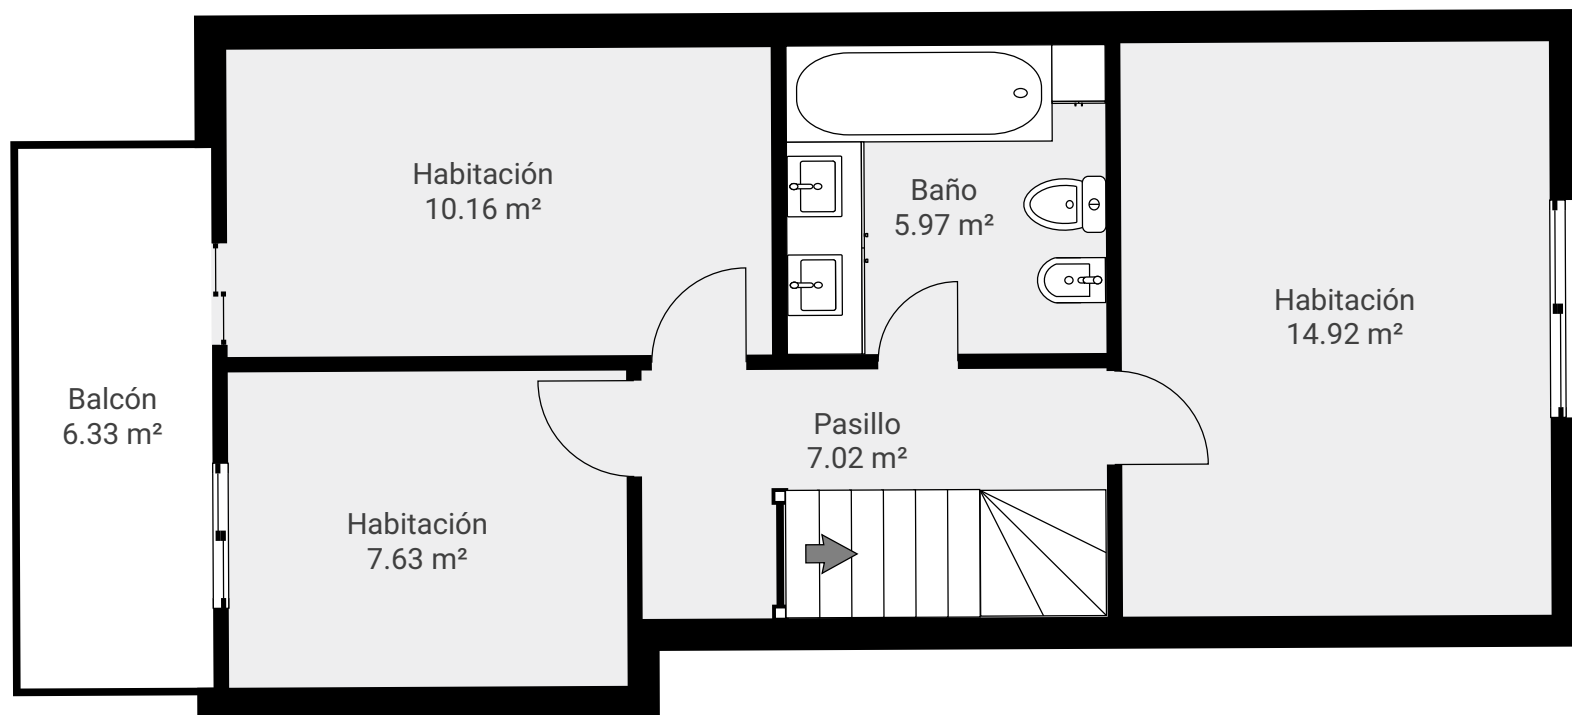 Habitación
10.16 m²
Baño
5.97 m²
Habitación
14.92 m²
Balcón
6.33 m²
Pasillo
7.02 m²
Habitación
7.63 m²